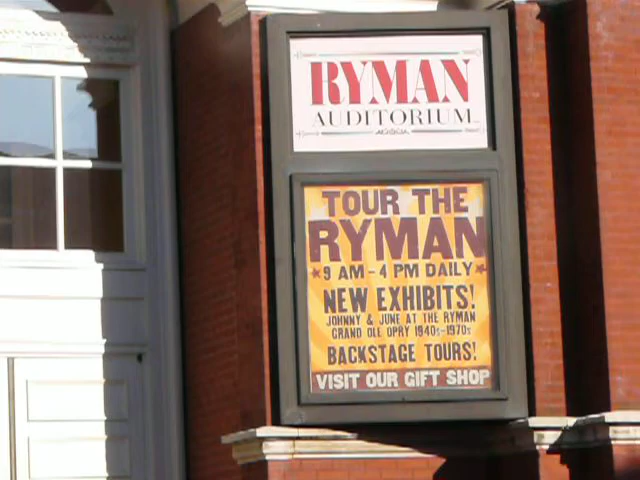 RYMAN
AUDITORIUM
TOUR THE
RYMAN
9 AM - 4 PM DAILY
NEW EXHIBITS!
JOHNNY & JUNE AT THE RYMAN
GRAND OLE OPRY 1940s-1970s
BACKSTAGE TOURS!
VISIT OUR GIFT SHOP